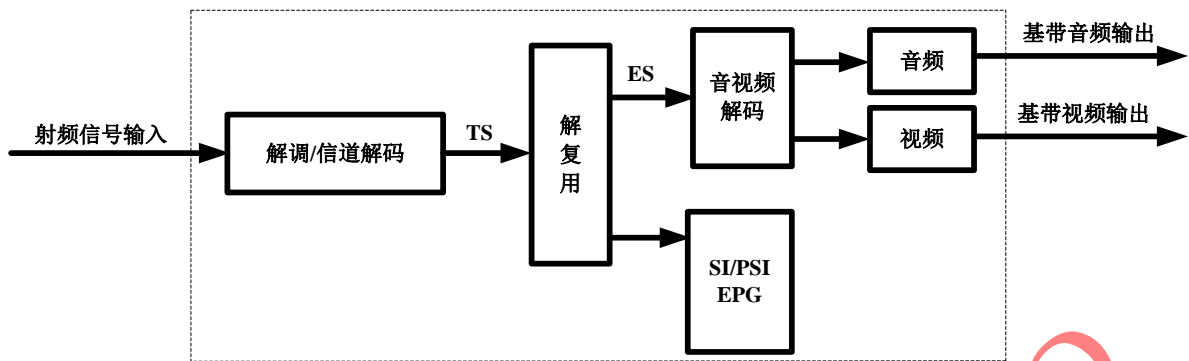 射频信号输入
解调/信道解码
TS
解
复
用
ES
音视频
解码
音频
视频
基带音频输出
基带视频输出
SI/PSI
EPG